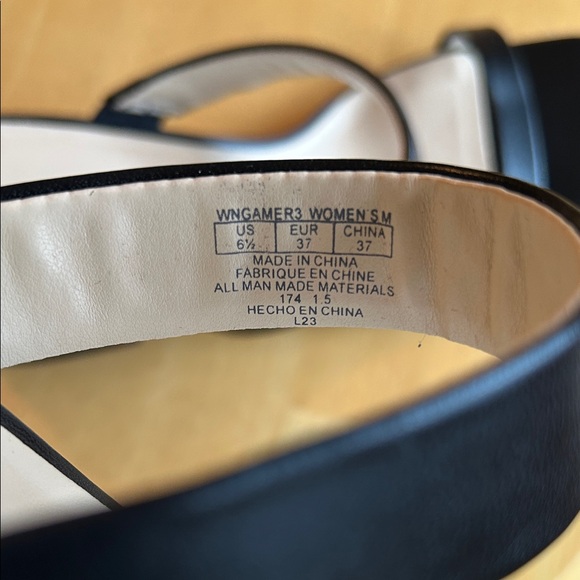 WNGAMER3 WOMEN S.M
US EUR CHINA
6½ 37 37
MADE IN CHINA
FABRIQUE EN CHINE
ALL MAN MADE MATERIALS
174 1.5
HECHO EN CHINA
L23